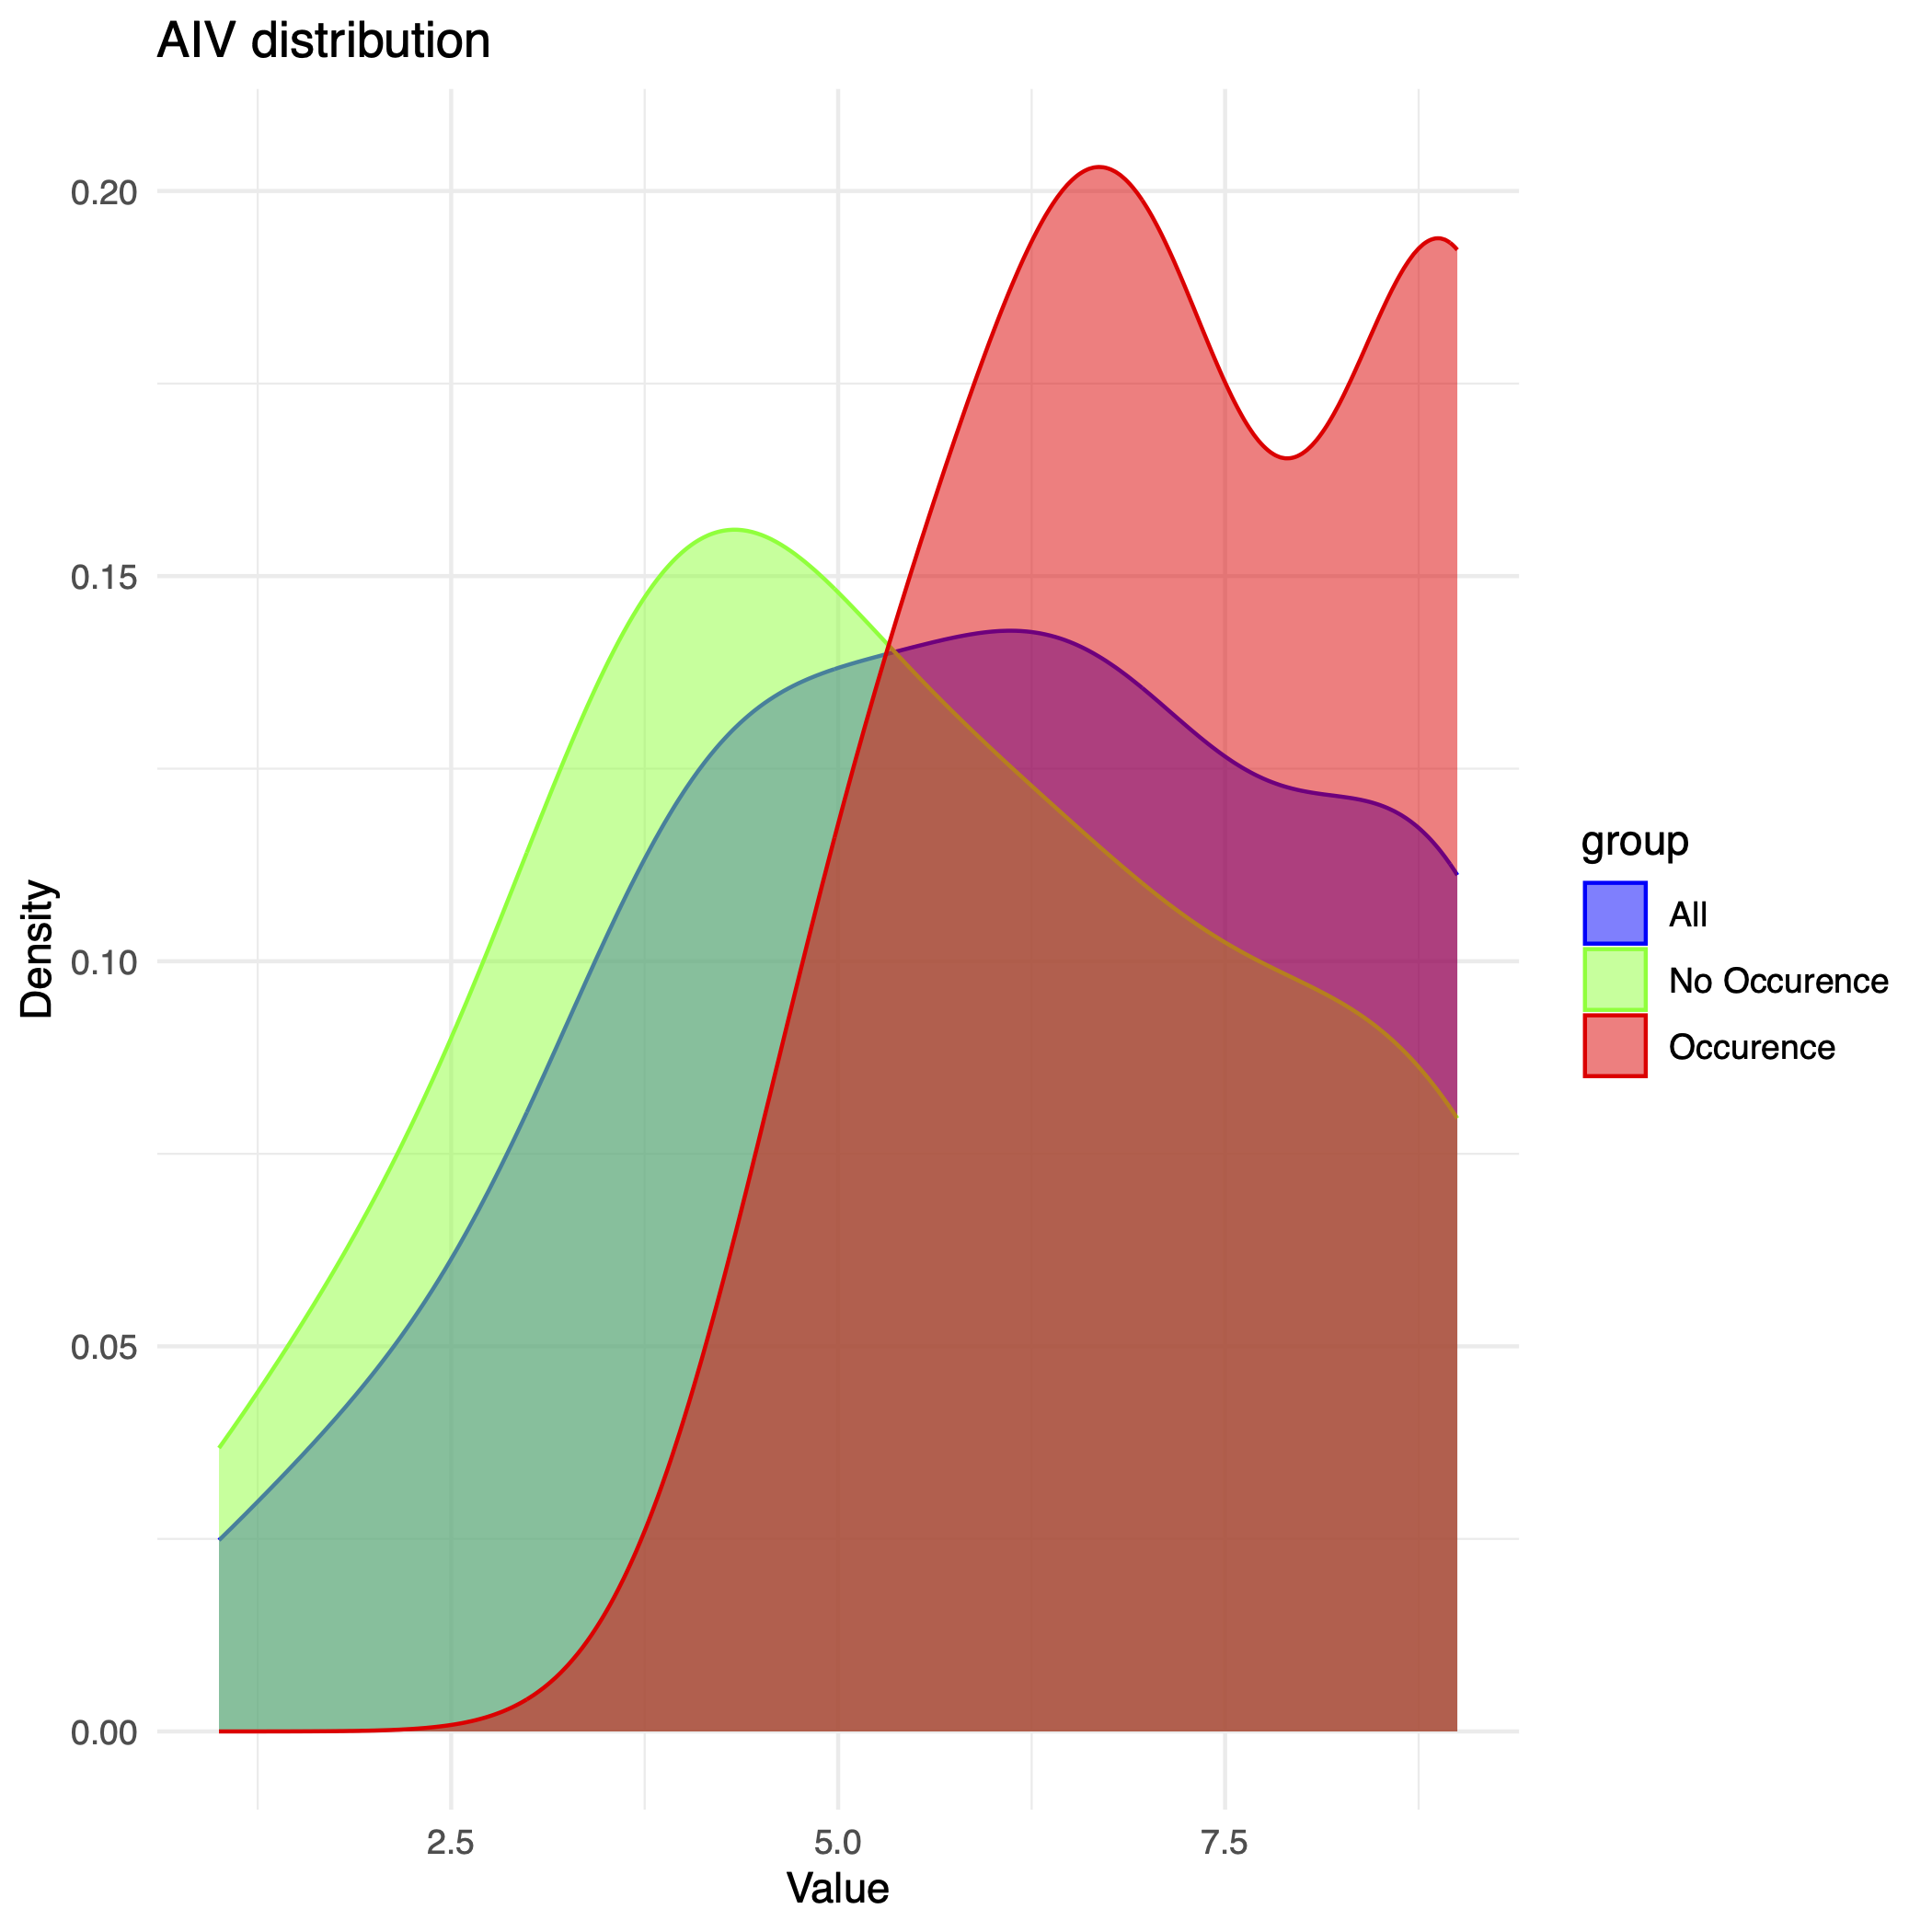 AIV distribution
0.20
0.15
0.10
0.05
0.00
Density
2.5 5.0 7.5
Value
group
All
No Occurence
Occurence